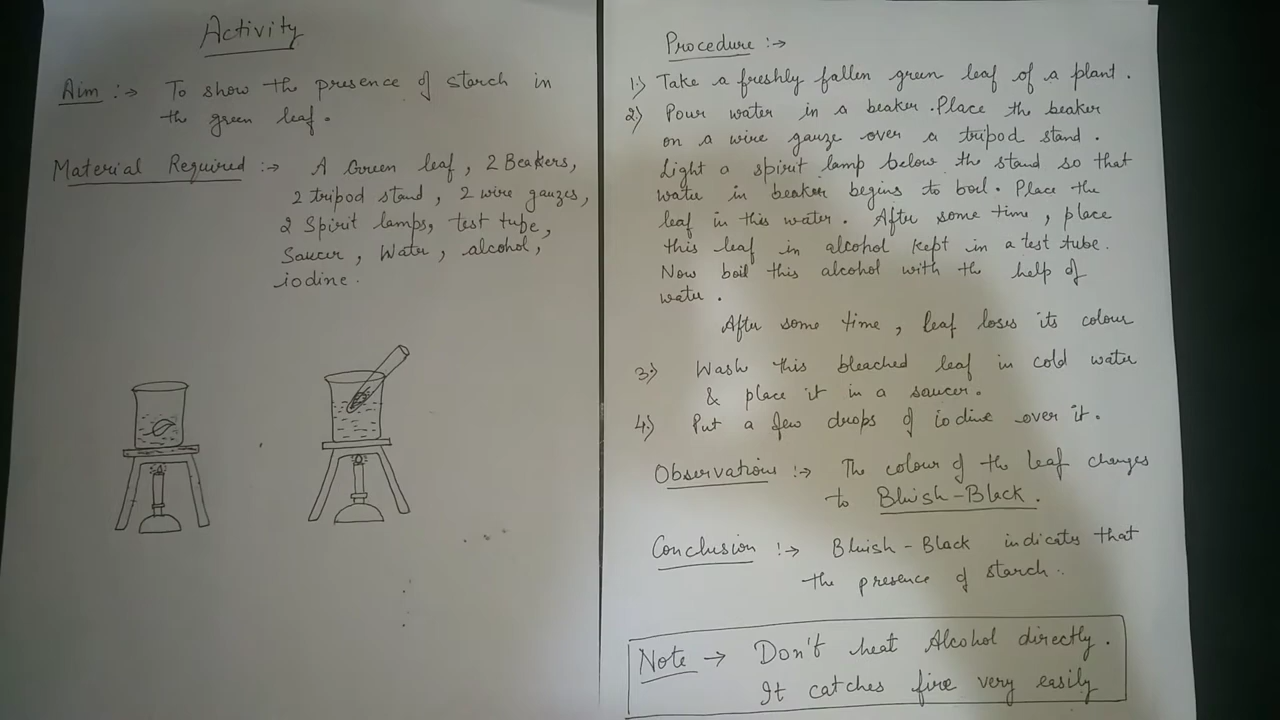 Activity
Aim :→ To show the presence of starch in
the green leaf.
Material Required :→ A Green leaf, 2 Beakers,
2 tripod stand, 2 wire gauzes,
2 Spirit lamps, test tube,
Saucer, Water, alcohol,
iodine.
Procedure :→
1:) Take a freshly fallen green leaf of a plant.
2:) Pour water in a beaker. Place the beaker
on a wire gauze over a tripod stand.
Light a spirit lamp below the stand so that
water in beaker begins to boil. Place the
leaf in this water. After some time, place
this leaf in alcohol kept in a test tube.
Now boil this alcohol with the help of
water.
After some time, leaf loses its colour
3:) Wash this bleached leaf in cold water
& place it in a saucer.
4:) Put a few drops of iodine over it.
Observations :→ The colour of the leaf changes
to Bluish-Black.
Conclusion :→ Bluish-Black indicates that
the presence of starch.
Note → Don't heat Alcohol directly.
It catches fire very easily